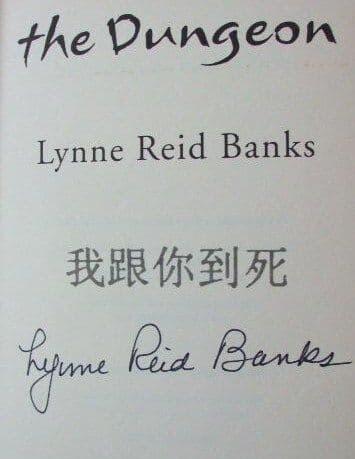 the Dungeon
Lynne Reid Banks
我跟你到死
Lynne Reid Banks